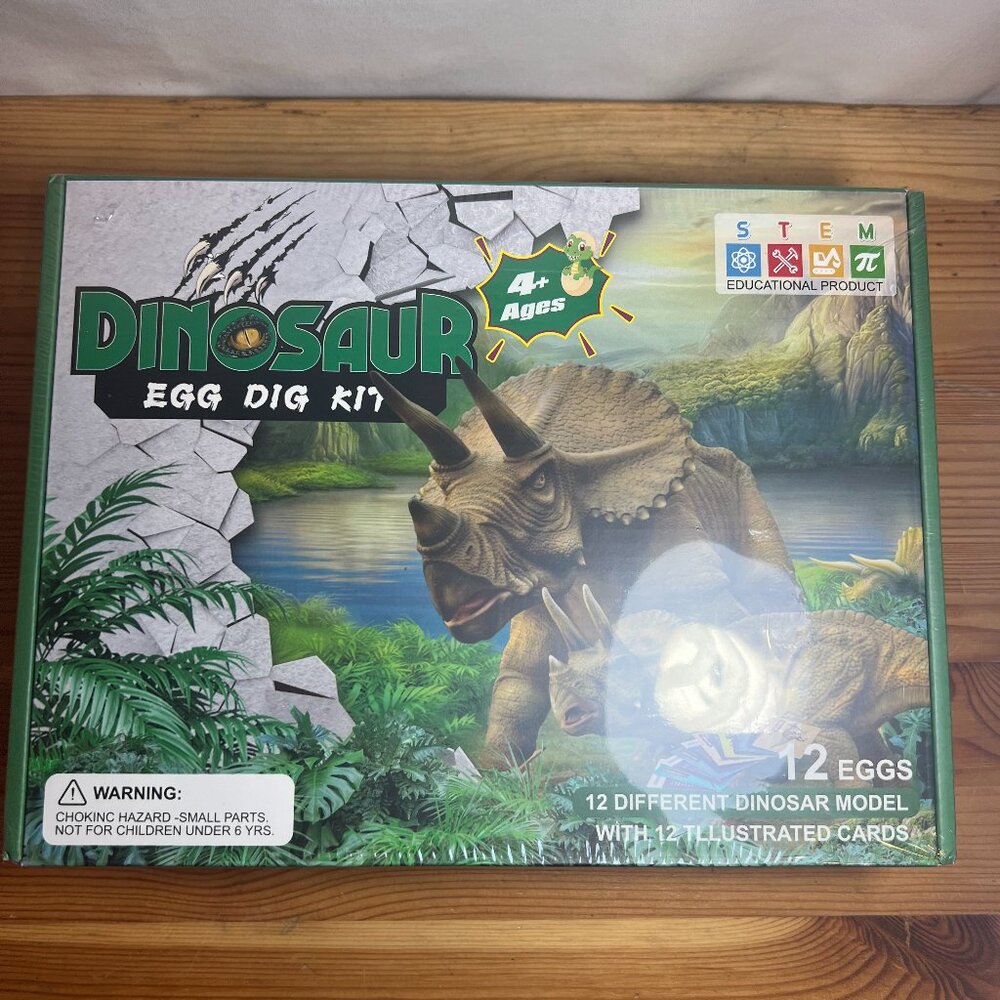 S T E M
π
EDUCATIONAL PRODUCT
4+
Ages
DINOSAUR
EGG DIG KIT
WARNING:
CHOKINC HAZARD -SMALL PARTS.
NOT FOR CHILDREN UNDER 6 YRS.
12 EGGS
12 DIFFERENT DINOSAR MODEL
WITH 12 TLLUSTRATED CARDS